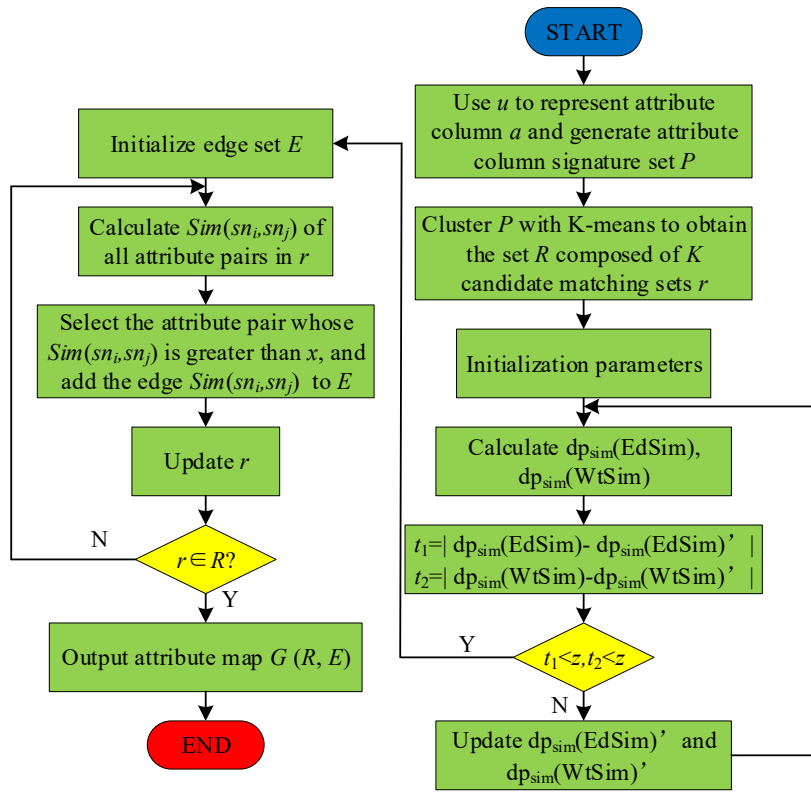 START
Use u to represent attribute
column a and generate attribute
column signature set P
Cluster P with K-means to obtain
the set R composed of K
candidate matching sets r
Initialization parameters
Calculate dpsim(EdSim),
dpsim(WtSim)
t1=| dpsim(EdSim)- dpsim(EdSim)’ |
t2=| dpsim(WtSim)-dpsim(WtSim)’ |
t1<z,t2<z
Y
N
Update dpsim(EdSim)’ and
dpsim(WtSim)’
Initialize edge set E
Calculate Sim(sni,snj) of
all attribute pairs in r
Select the attribute pair whose
Sim(sni,snj) is greater than x, and
add the edge Sim(sni,snj) to E
Update r
r∈R?
N
Y
Output attribute map G (R, E)
END